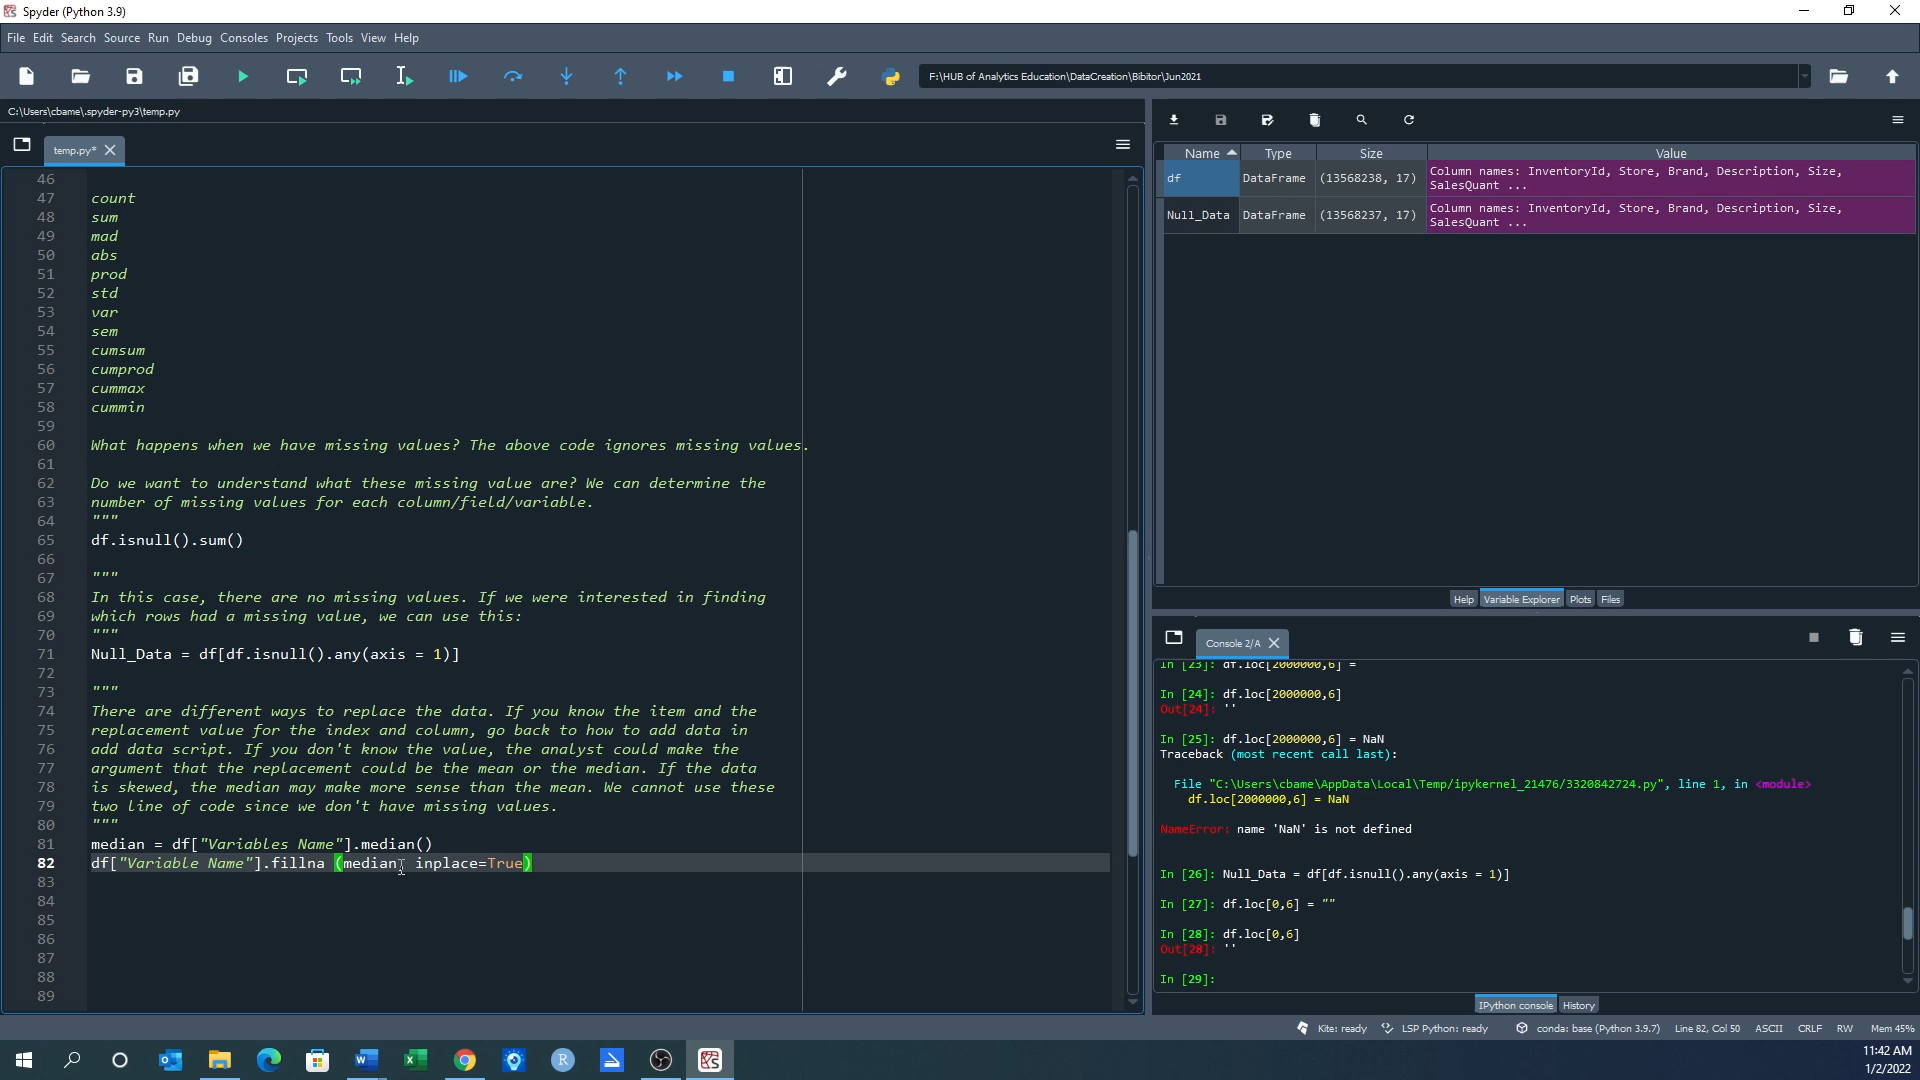 Spyder (Python 3.9)
File Edit Search Source Run Debug Consoles Projects Tools View Help
F:\HUB of Analytics Education\DataCreation\Bibitor\Jun2021
C:\Users\cbame\.spyder-py3\temp.py
temp.py*
46
47 count
48 sum
49 mad
50 abs
51 prod
52 std
53 var
54 sem
55 cumsum
56 cumprod
57 cummax
58 cummin
59
60 What happens when we have missing values? The above code ignores missing values.
61
62 Do we want to understand what these missing value are? We can determine the
63 number of missing values for each column/field/variable.
64 """
65 df.isnull().sum()
66
67 """
68 In this case, there are no missing values. If we were interested in finding
69 which rows had a missing value, we can use this:
70 """
71 Null_Data = df[df.isnull().any(axis = 1)]
72
73 """
74 There are different ways to replace the data. If you know the item and the
75 replacement value for the index and column, go back to how to add data in
76 add data script. If you don't know the value, the analyst could make the
77 argument that the replacement could be the mean or the median. If the data
78 is skewed, the median may make more sense than the mean. We cannot use these
79 two line of code since we don't have missing values.
80 """
81 median = df["Variables Name"].median()
82 df["Variable Name"].fillna (median, inplace=True)
83
84
85
86
87
88
89
Name Type Size Value
df DataFrame (13568238, 17) Column names: InventoryId, Store, Brand, Description, Size,
SalesQuant ...
Null_Data DataFrame (13568237, 17) Column names: InventoryId, Store, Brand, Description, Size,
SalesQuant ...
Help Variable Explorer Plots Files
Console 2/A
In [23]: df.loc[2000000,6] =
In [24]: df.loc[2000000,6]
Out[24]: ''
In [25]: df.loc[2000000,6] = NaN
Traceback (most recent call last):
File "C:\Users\cbame\AppData\Local\Temp/ipykernel_21476/3320842724.py", line 1, in <module>
df.loc[2000000,6] = NaN
NameError: name 'NaN' is not defined
In [26]: Null_Data = df[df.isnull().any(axis = 1)]
In [27]: df.loc[0,6] = ""
In [28]: df.loc[0,6]
Out[28]: ''
In [29]:
IPython console History
Kite: ready LSP Python: ready conda: base (Python 3.9.7) Line 82, Col 50 ASCII CRLF RW Mem 45%
11:42 AM
1/2/2022